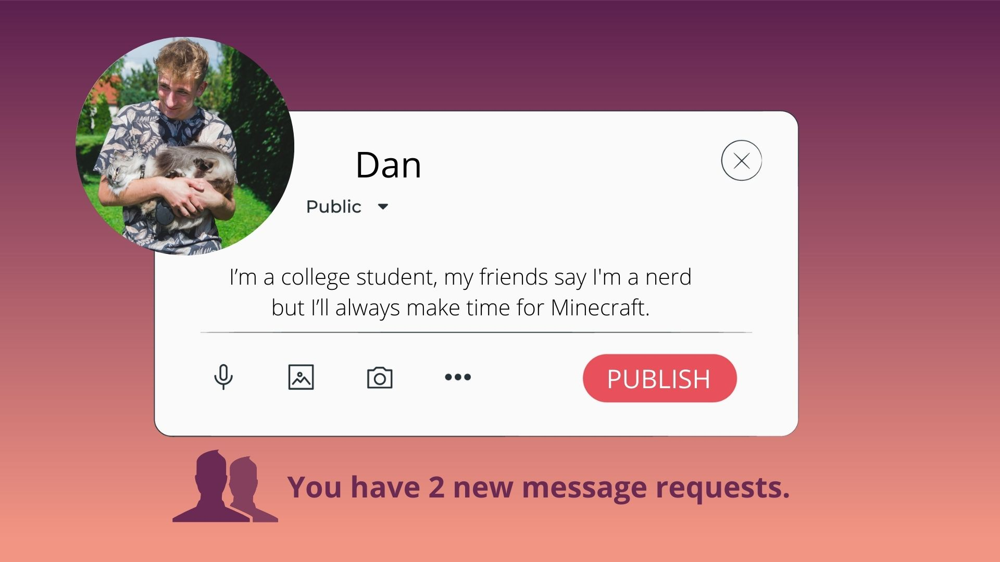 Dan
Public
I’m a college student, my friends say I'm a nerd
but I’ll always make time for Minecraft.
PUBLISH
You have 2 new message requests.